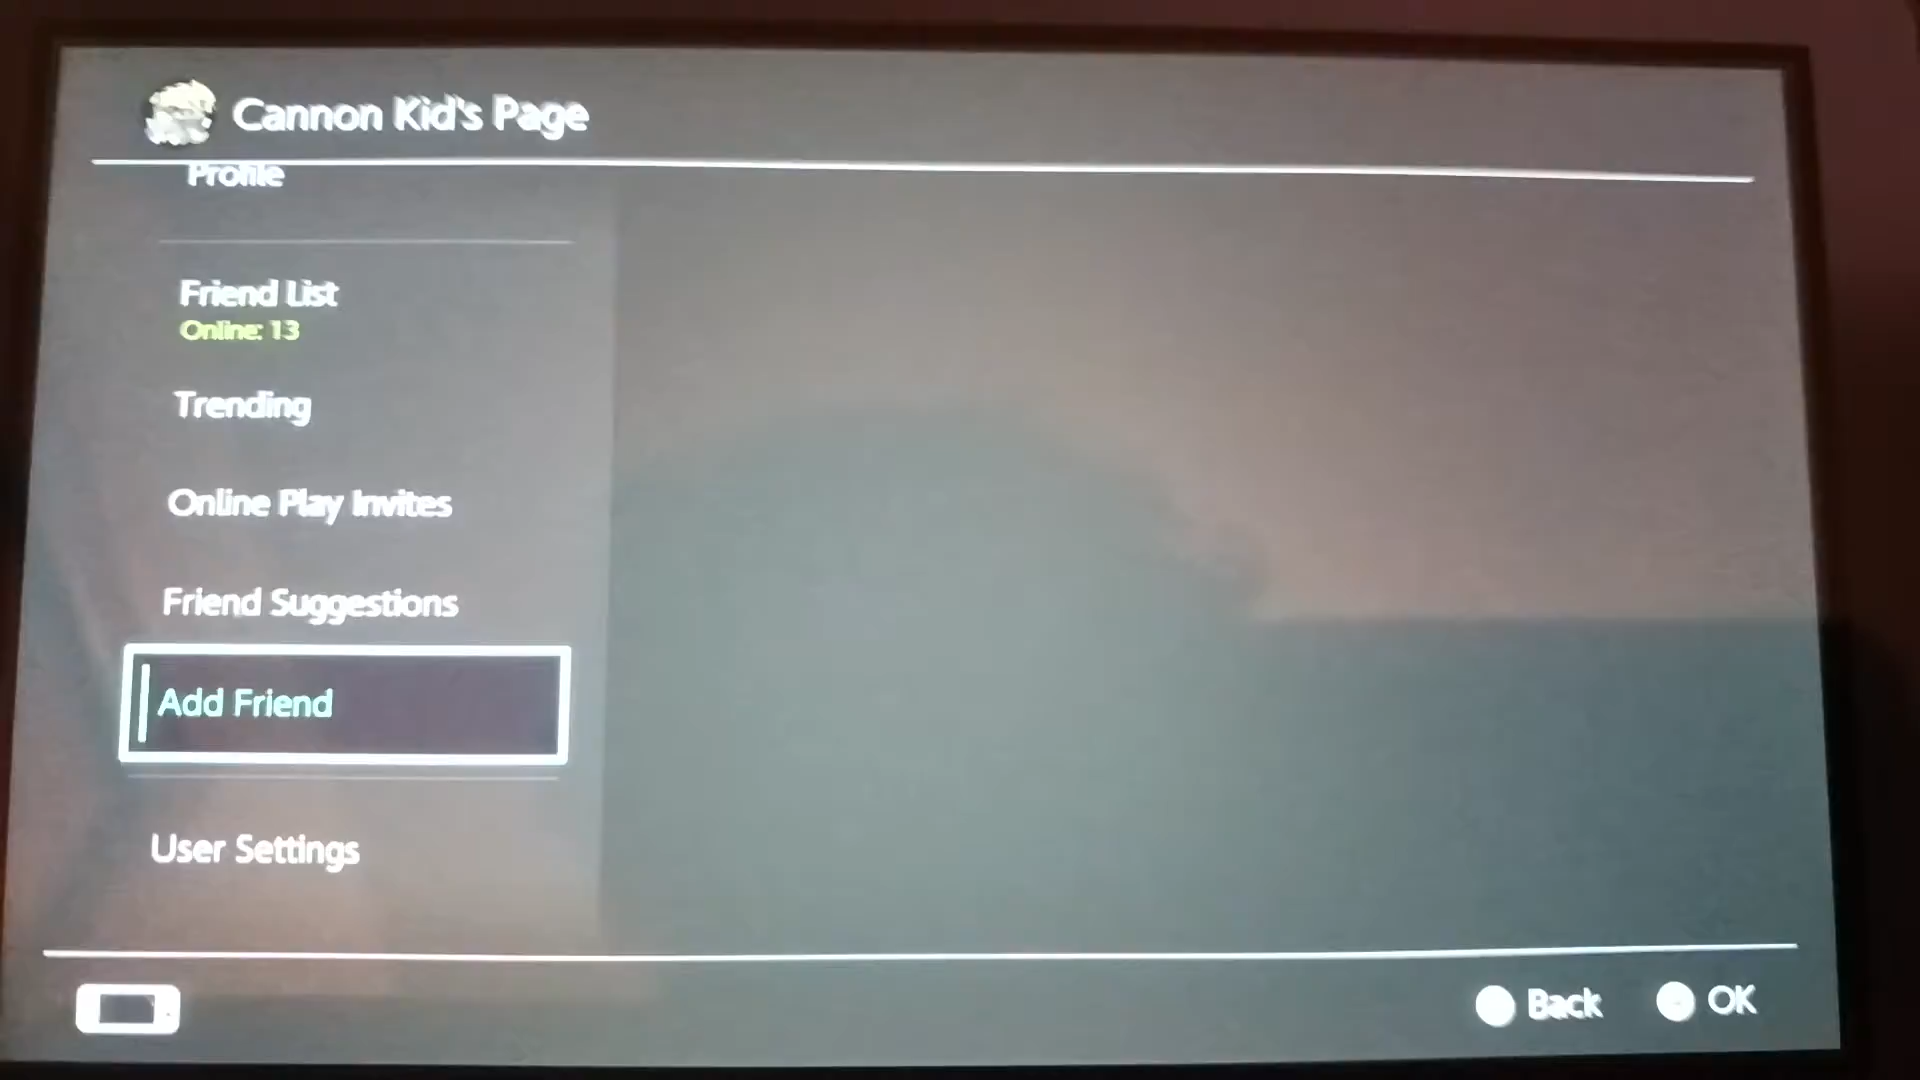 Cannon Kid's Page
Profile
Friend List
Online: 13
Trending
Online Play Invites
Friend Suggestions
Add Friend
User Settings
Back
OK